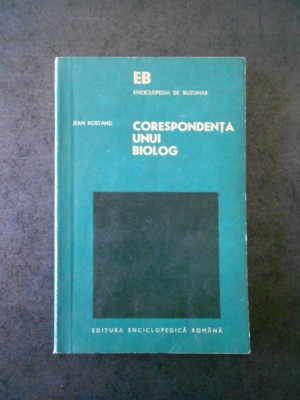 EB
ENCICLOPEDIA DE BUZUNAR
JEAN ROSTAND
CORESPONDENȚA
UNUI
BIOLOG
EDITURA ENCICLOPEDICĂ ROMÂNĂ